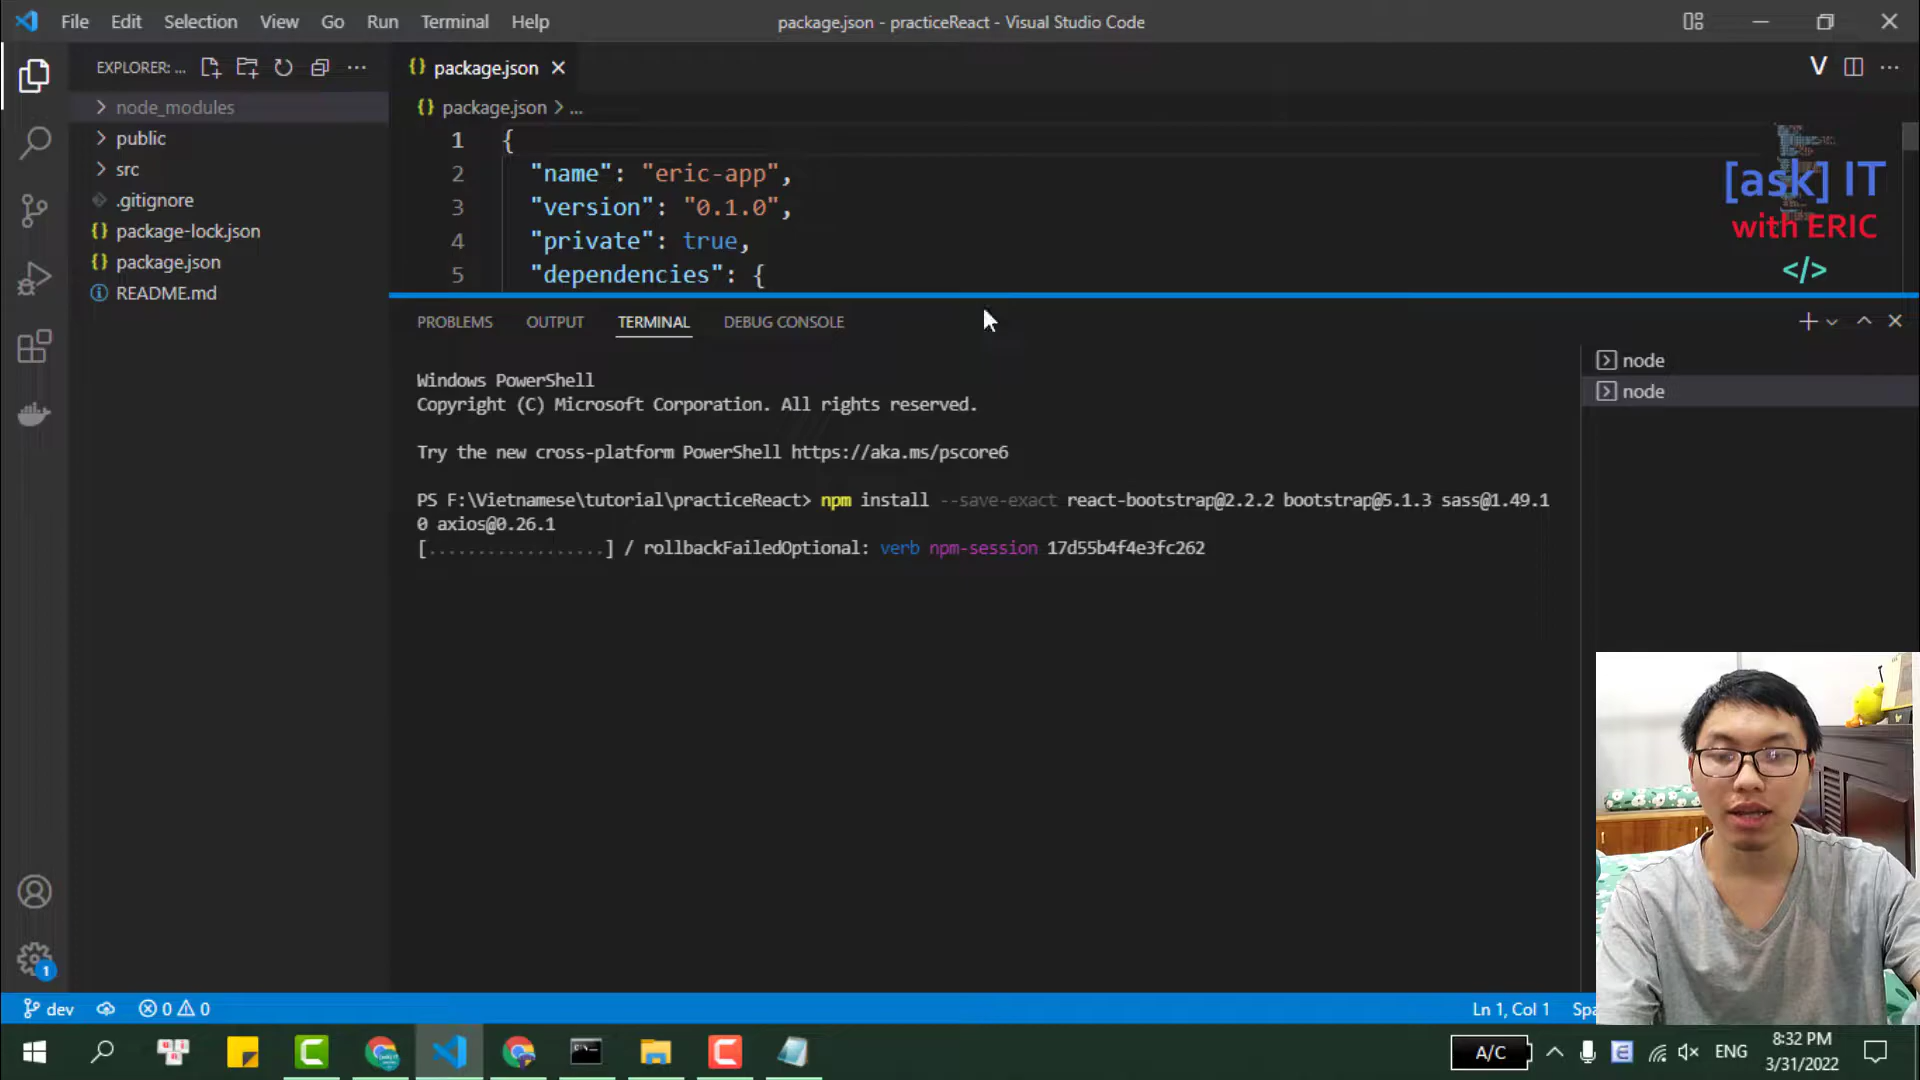 File Edit Selection View Go Run Terminal Help
package.json - practiceReact - Visual Studio Code
EXPLORER: ...
package.json
node_modules
public
src
.gitignore
package-lock.json
package.json
README.md
package.json > ...
1 {
2 "name": "eric-app",
3 "version": "0.1.0",
4 "private": true,
5 "dependencies": {
[ask] IT
with ERIC
</>
PROBLEMS OUTPUT TERMINAL DEBUG CONSOLE
node
node
Windows PowerShell
Copyright (C) Microsoft Corporation. All rights reserved.
Try the new cross-platform PowerShell https://aka.ms/pscore6
PS F:\Vietnamese\tutorial\practiceReact> npm install --save-exact react-bootstrap@2.2.2 bootstrap@5.1.3 sass@1.49.1
0 axios@0.26.1
[..................] / rollbackFailedOptional: verb npm-session 17d55b4f4e3fc262
1
dev 0 0
Ln 1, Col 1
A/C
ENG
8:32 PM
3/31/2022